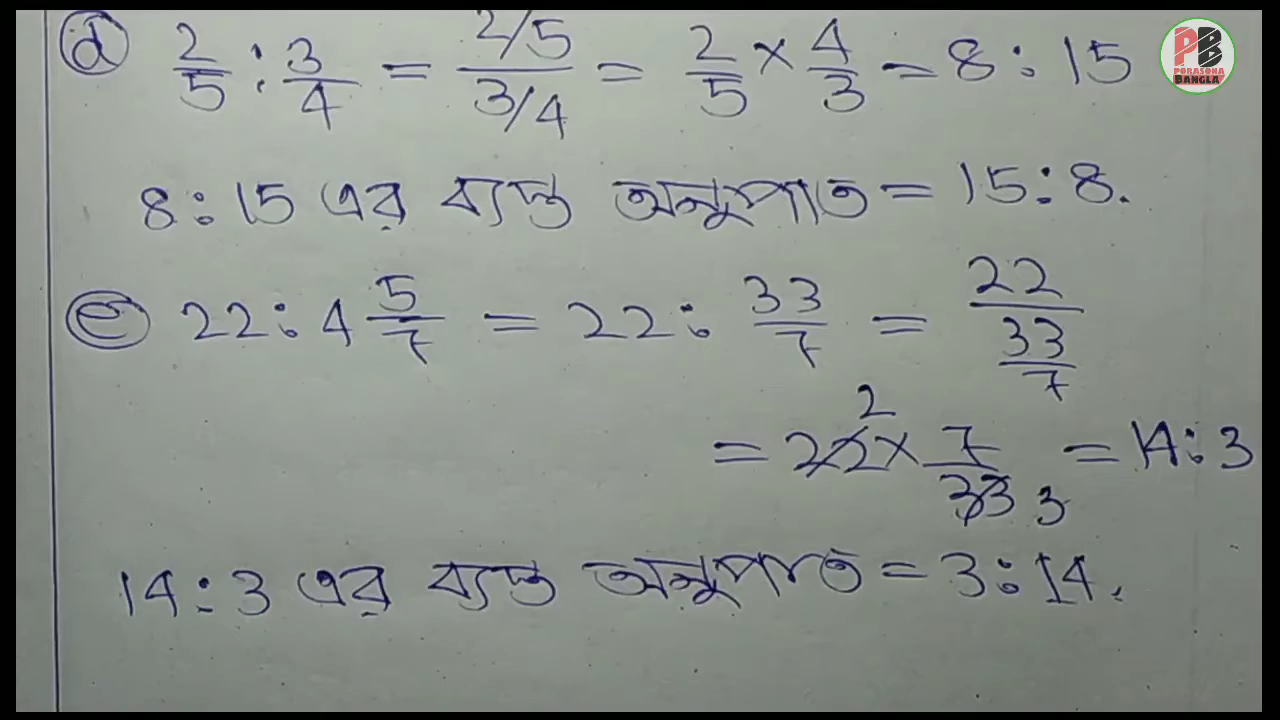 ⓓ 2/5 : 3/4 = (2/5)/(3/4) = 2/5 × 4/3 = 8 : 15
PB
PORASONA
BANGLA
8 : 15 এর ব্যস্ত অনুপাত = 15 : 8.
ⓔ 22 : 4 5/7 = 22 : 33/7 = 22/(33/7)
2
= 22 × 7/33 = 14 : 3
3
14 : 3 এর ব্যস্ত অনুপাত = 3 : 14.